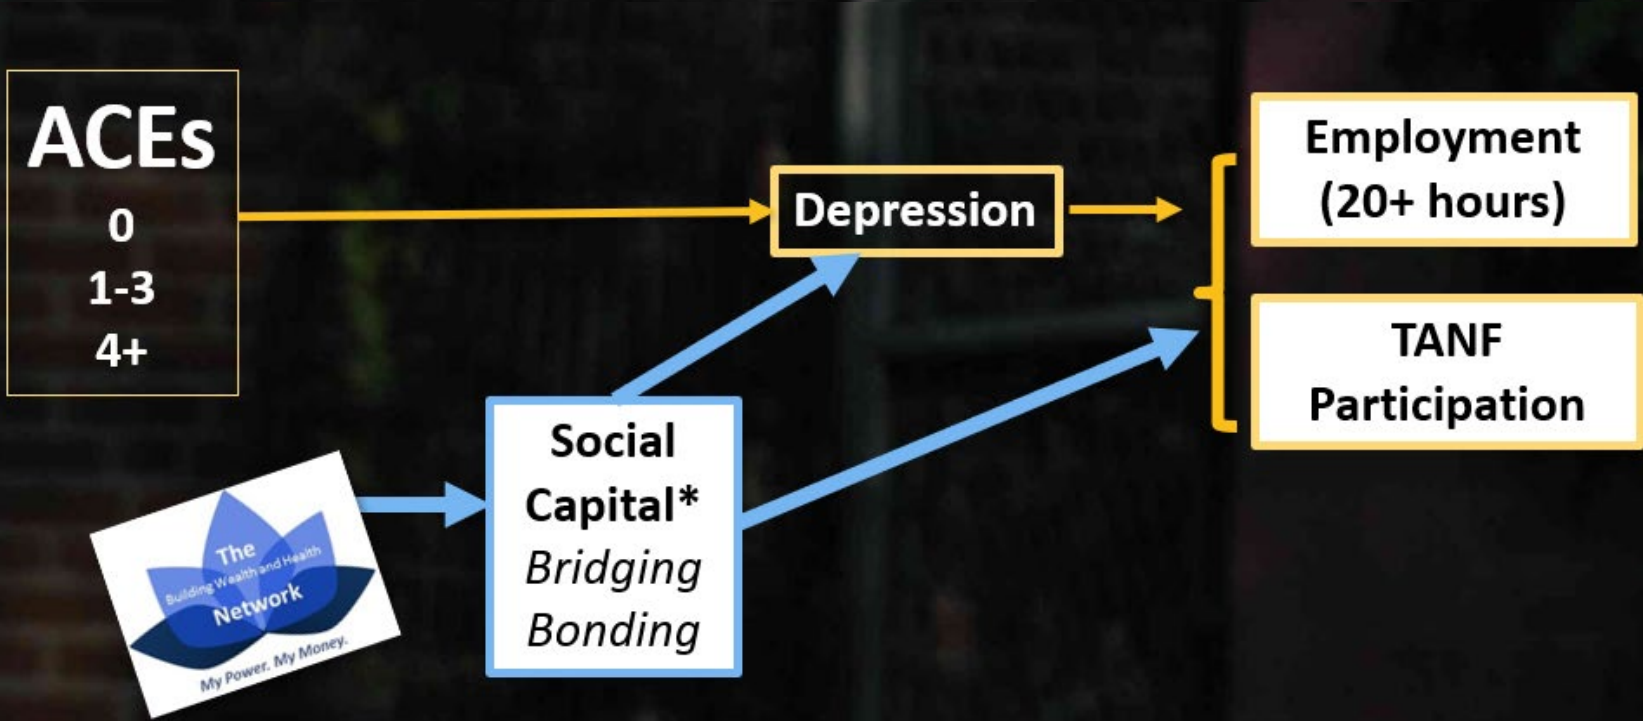 ACEs
0
1-3
4+
Depression
Employment
(20+ hours)
TANF
Participation
Social
Capital*
Bridging
Bonding
The
Building Wealth and Health
Network
My Power. My Money.